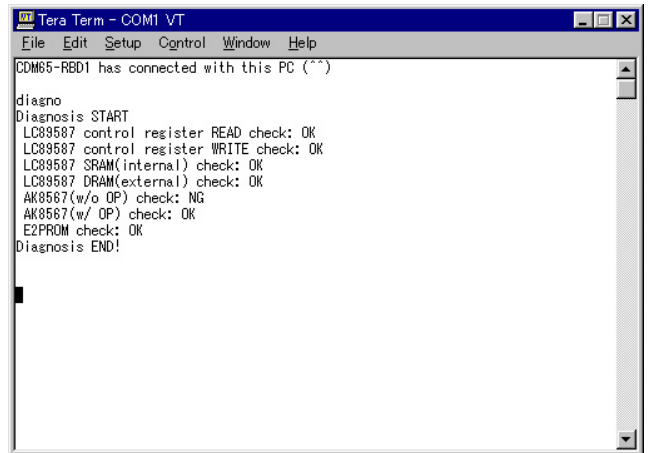 Tera Term - COM1 VT
File Edit Setup Control Window Help
CDM65-RBD1 has connected with this PC (^^)
diagno
Diagnosis START
LC89587 control register READ check: OK
LC89587 control register WRITE check: OK
LC89587 SRAM(internal) check: OK
LC89587 DRAM(external) check: OK
AK8567(w/o OP) check: NG
AK8567(w/ OP) check: OK
E2PROM check: OK
Diagnosis END!